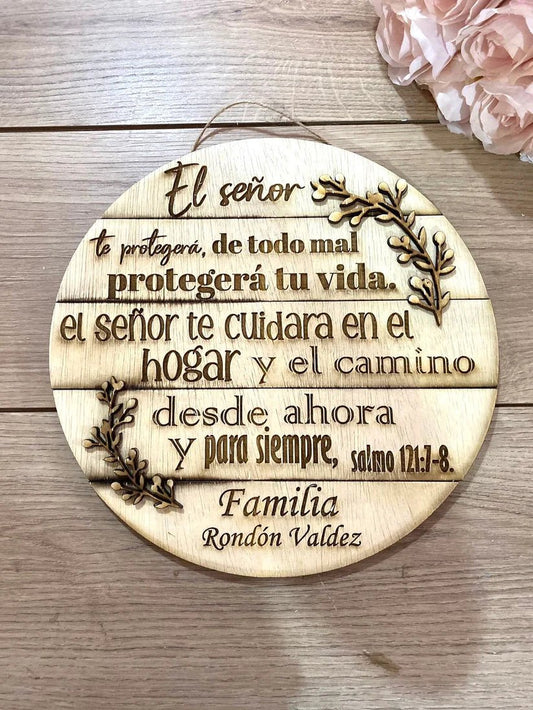 El señor
te protegerá, de todo mal
protegerá tu vida.
el señor te cuidara en el
hogar y el camino
desde ahora
y para siempre, salmo 121:7-8.
Familia
Rondón Valdez